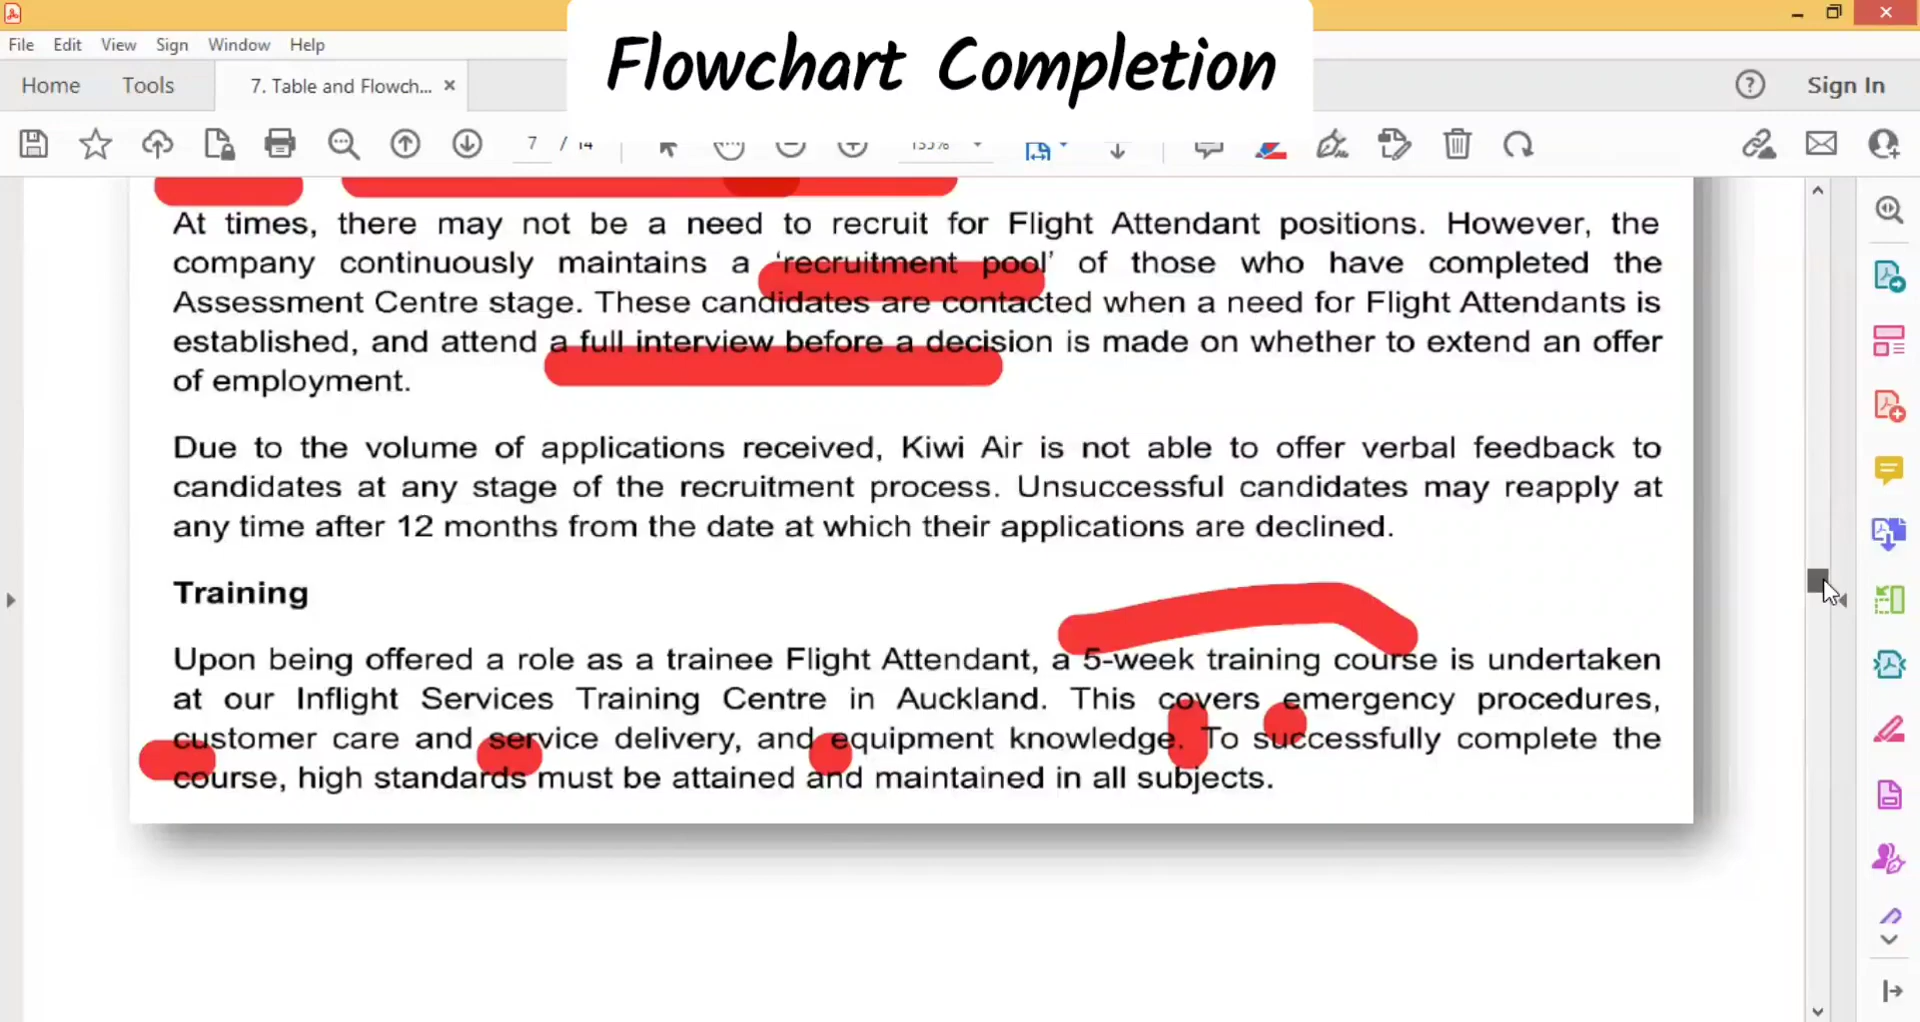 Flowchart Completion
File Edit View Sign Window Help
Home Tools 7. Table and Flowch... × Sign In
7 / 14
At times, there may not be a need to recruit for Flight Attendant positions. However, the
company continuously maintains a ‘recruitment pool’ of those who have completed the
Assessment Centre stage. These candidates are contacted when a need for Flight Attendants is
established, and attend a full interview before a decision is made on whether to extend an offer
of employment.
Due to the volume of applications received, Kiwi Air is not able to offer verbal feedback to
candidates at any stage of the recruitment process. Unsuccessful candidates may reapply at
any time after 12 months from the date at which their applications are declined.
Training
Upon being offered a role as a trainee Flight Attendant, a 5-week training course is undertaken
at our Inflight Services Training Centre in Auckland. This covers emergency procedures,
customer care and service delivery, and equipment knowledge. To successfully complete the
course, high standards must be attained and maintained in all subjects.